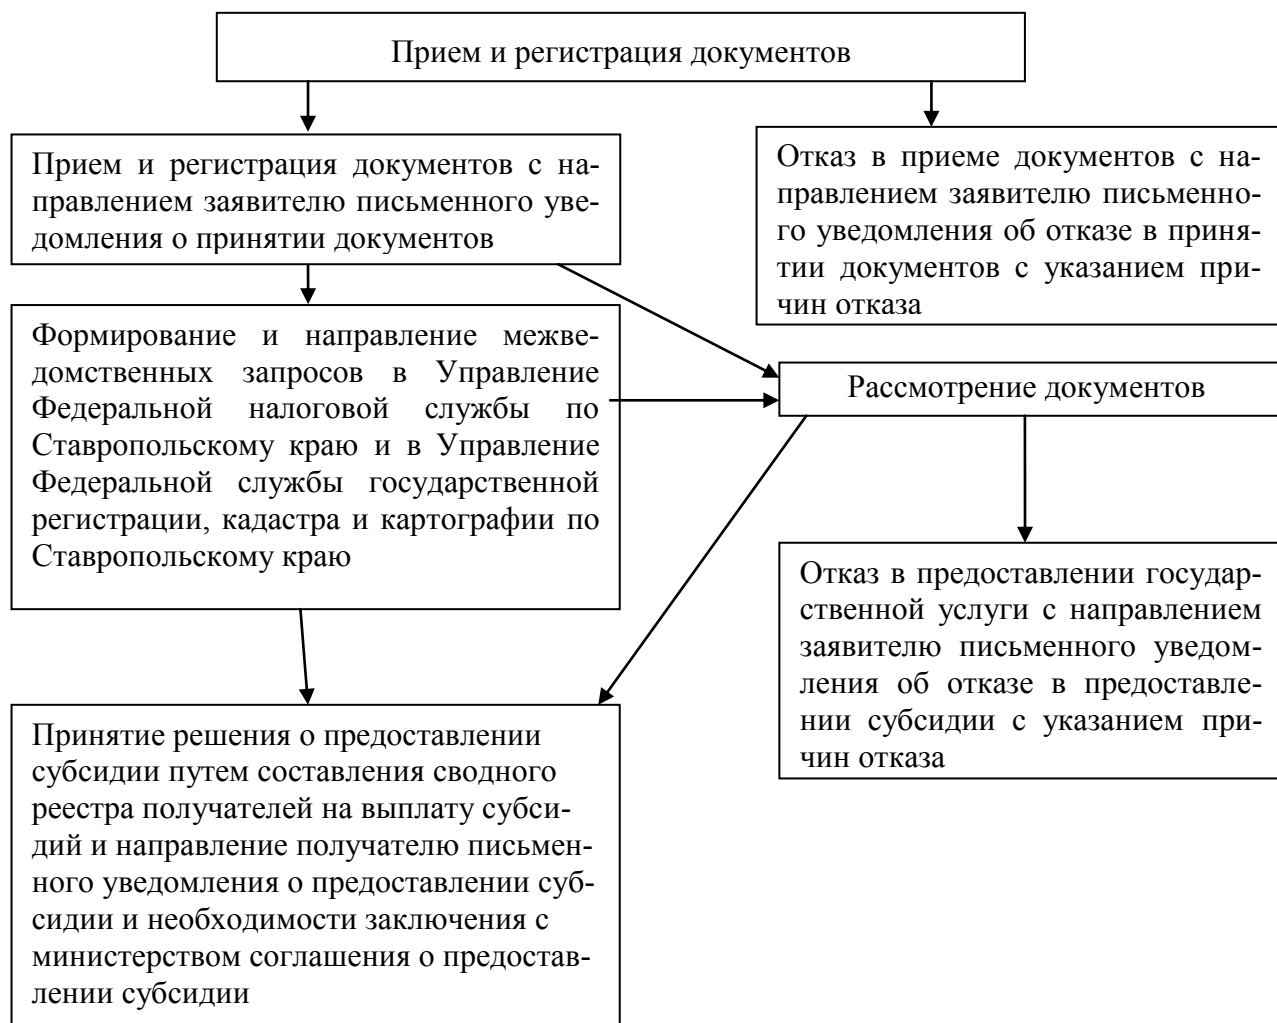 Прием и регистрация документов
Прием и регистрация документов с на-
правлением заявителю письменного уве-
домления о принятии документов
Отказ в приеме документов с на-
правлением заявителю письменно-
го уведомления об отказе в приня-
тии документов с указанием при-
чин отказа
Формирование и направление межве-
домственных запросов в Управление
Федеральной налоговой службы по
Ставропольскому краю и в Управление
Федеральной службы государственной
регистрации, кадастра и картографии по
Ставропольскому краю
Рассмотрение документов
Отказ в предоставлении государ-
ственной услуги с направлением
заявителю письменного уведом-
ления об отказе в предоставле-
нии субсидии с указанием при-
чин отказа
Принятие решения о предоставлении
субсидии путем составления сводного
реестра получателей на выплату субси-
дий и направление получателю письмен-
ного уведомления о предоставлении суб-
сидии и необходимости заключения с
министерством соглашения о предостав-
лении субсидии